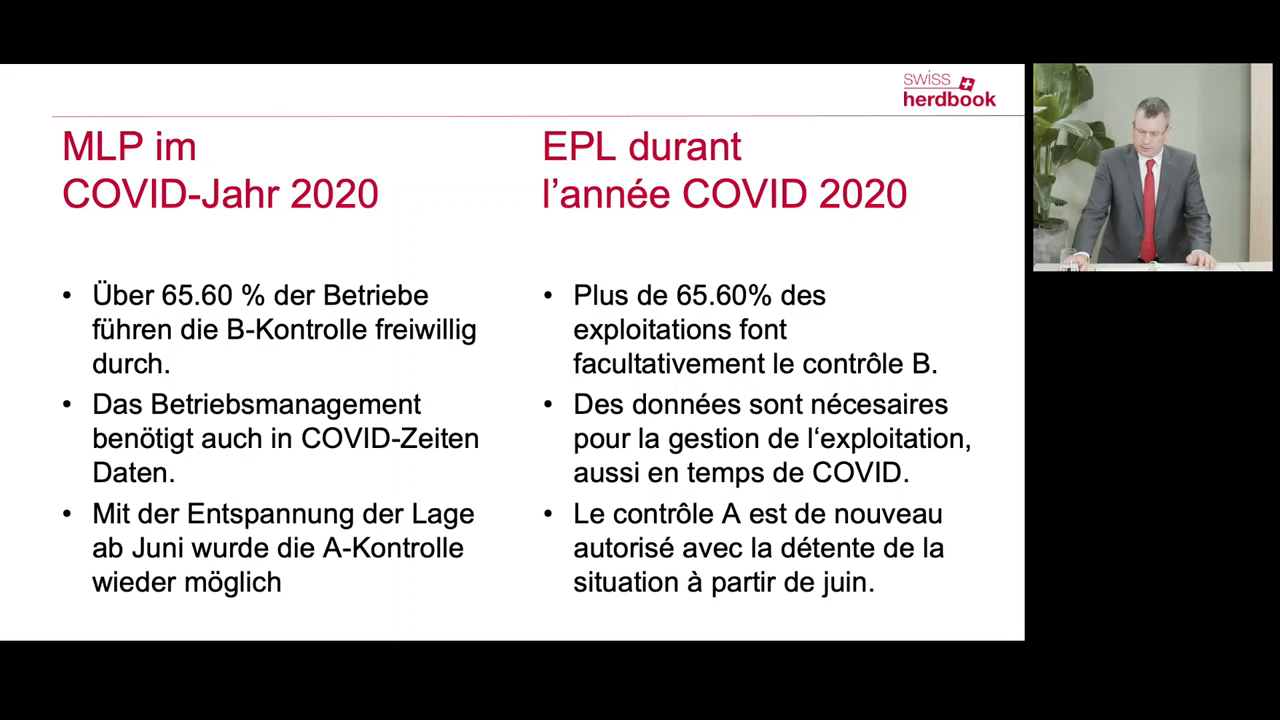 swiss
herdbook
MLP im
COVID-Jahr 2020
• Über 65.60 % der Betriebe
führen die B-Kontrolle freiwillig
durch.
• Das Betriebsmanagement
benötigt auch in COVID-Zeiten
Daten.
• Mit der Entspannung der Lage
ab Juni wurde die A-Kontrolle
wieder möglich
EPL durant
l’année COVID 2020
• Plus de 65.60% des
exploitations font
facultativement le contrôle B.
• Des données sont nécesaires
pour la gestion de l‘exploitation,
aussi en temps de COVID.
• Le contrôle A est de nouveau
autorisé avec la détente de la
situation à partir de juin.